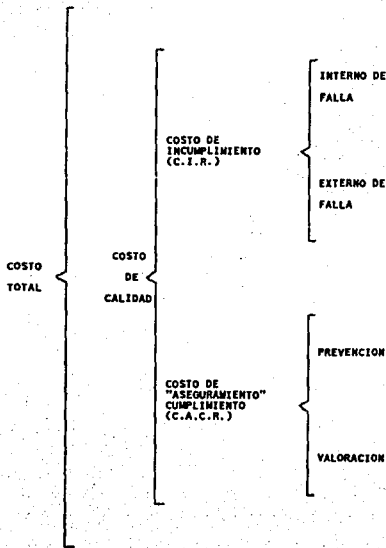 COSTO
TOTAL
COSTO
DE
CALIDAD
COSTO DE
INCUMPLIMIENTO
(C.I.R.)
INTERNO DE
FALLA
EXTERNO DE
FALLA
COSTO DE
"ASEGURAMIENTO"
CUMPLIMIENTO
(C.A.C.R.)
PREVENCION
VALORACION